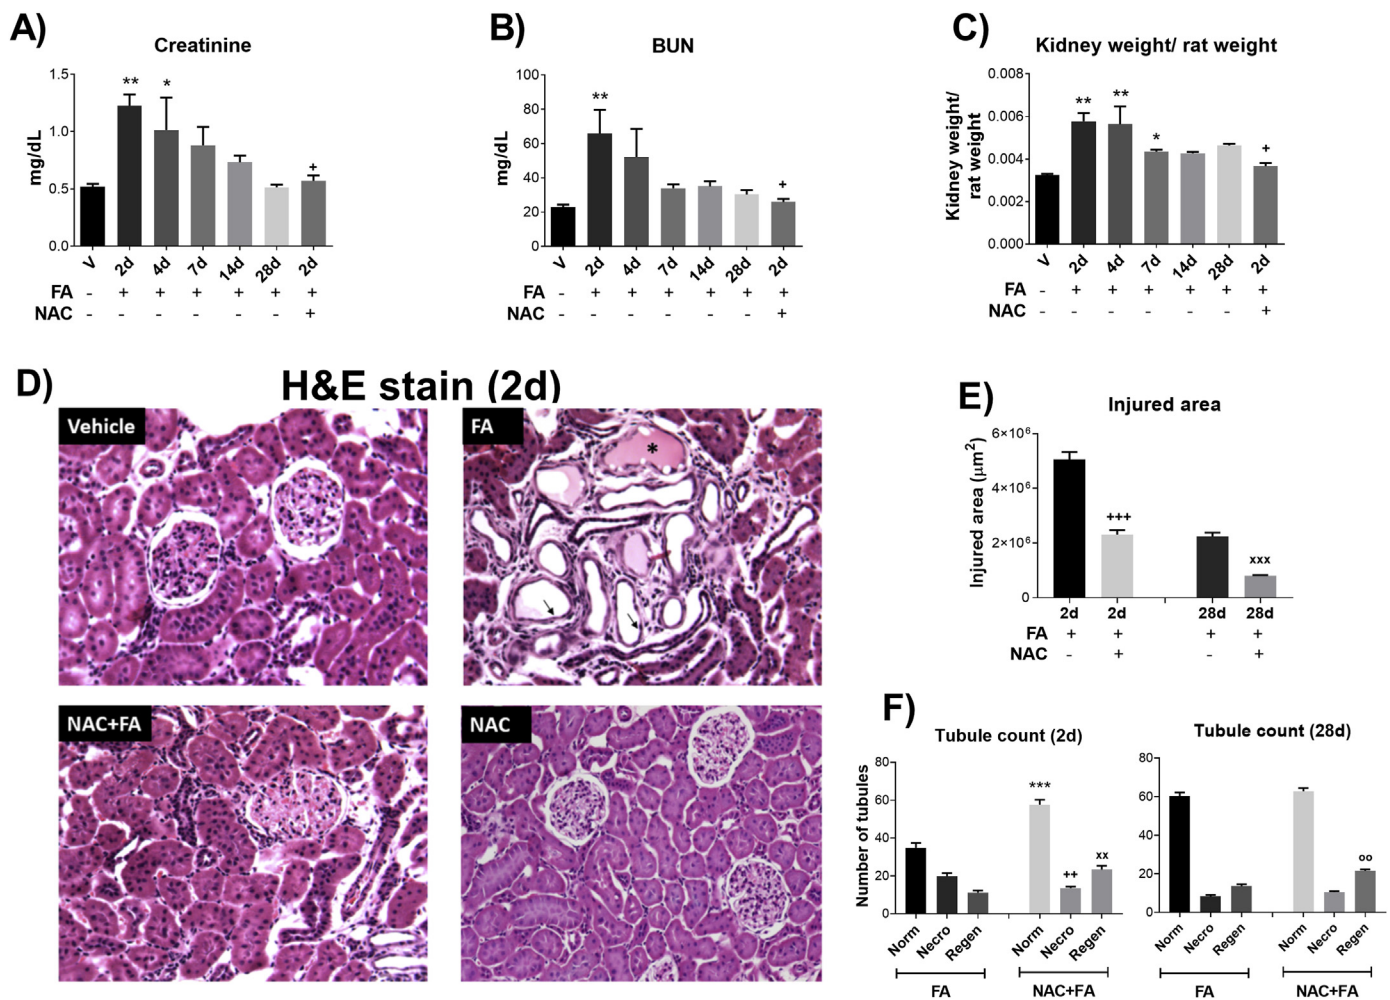 A)
Creatinine
mg/dL
1.5
1.0
0.5
0.0
** * +
V 2d 4d 7d 14d 28d 2d
FA - + + + + + +
NAC - - - - - - +
B)
BUN
mg/dL
100
80
60
40
20
0
** +
V 2d 4d 7d 14d 28d 2d
FA - + + + + + +
NAC - - - - - - +
C)
Kidney weight/ rat weight
Kidney weight/
rat weight
0.008
0.006
0.004
0.002
0.000
** ** * +
V 2d 4d 7d 14d 28d 2d
FA - + + + + + +
NAC - - - - - - +
D)
H&E stain (2d)
Vehicle
FA
*
NAC+FA
NAC
E)
Injured area
Injured area (μm²)
6×10⁶
4×10⁶
2×10⁶
0
+++ xxx
2d 2d 28d 28d
FA + + + +
NAC - + - +
F)
Tubule count (2d)
Number of tubules
80
60
40
20
0
*** ++ xx
Norm Necro Regen Norm Necro Regen
FA NAC+FA
Tubule count (28d)
80
60
40
20
0
oo
Norm Necro Regen Norm Necro Regen
FA NAC+FA